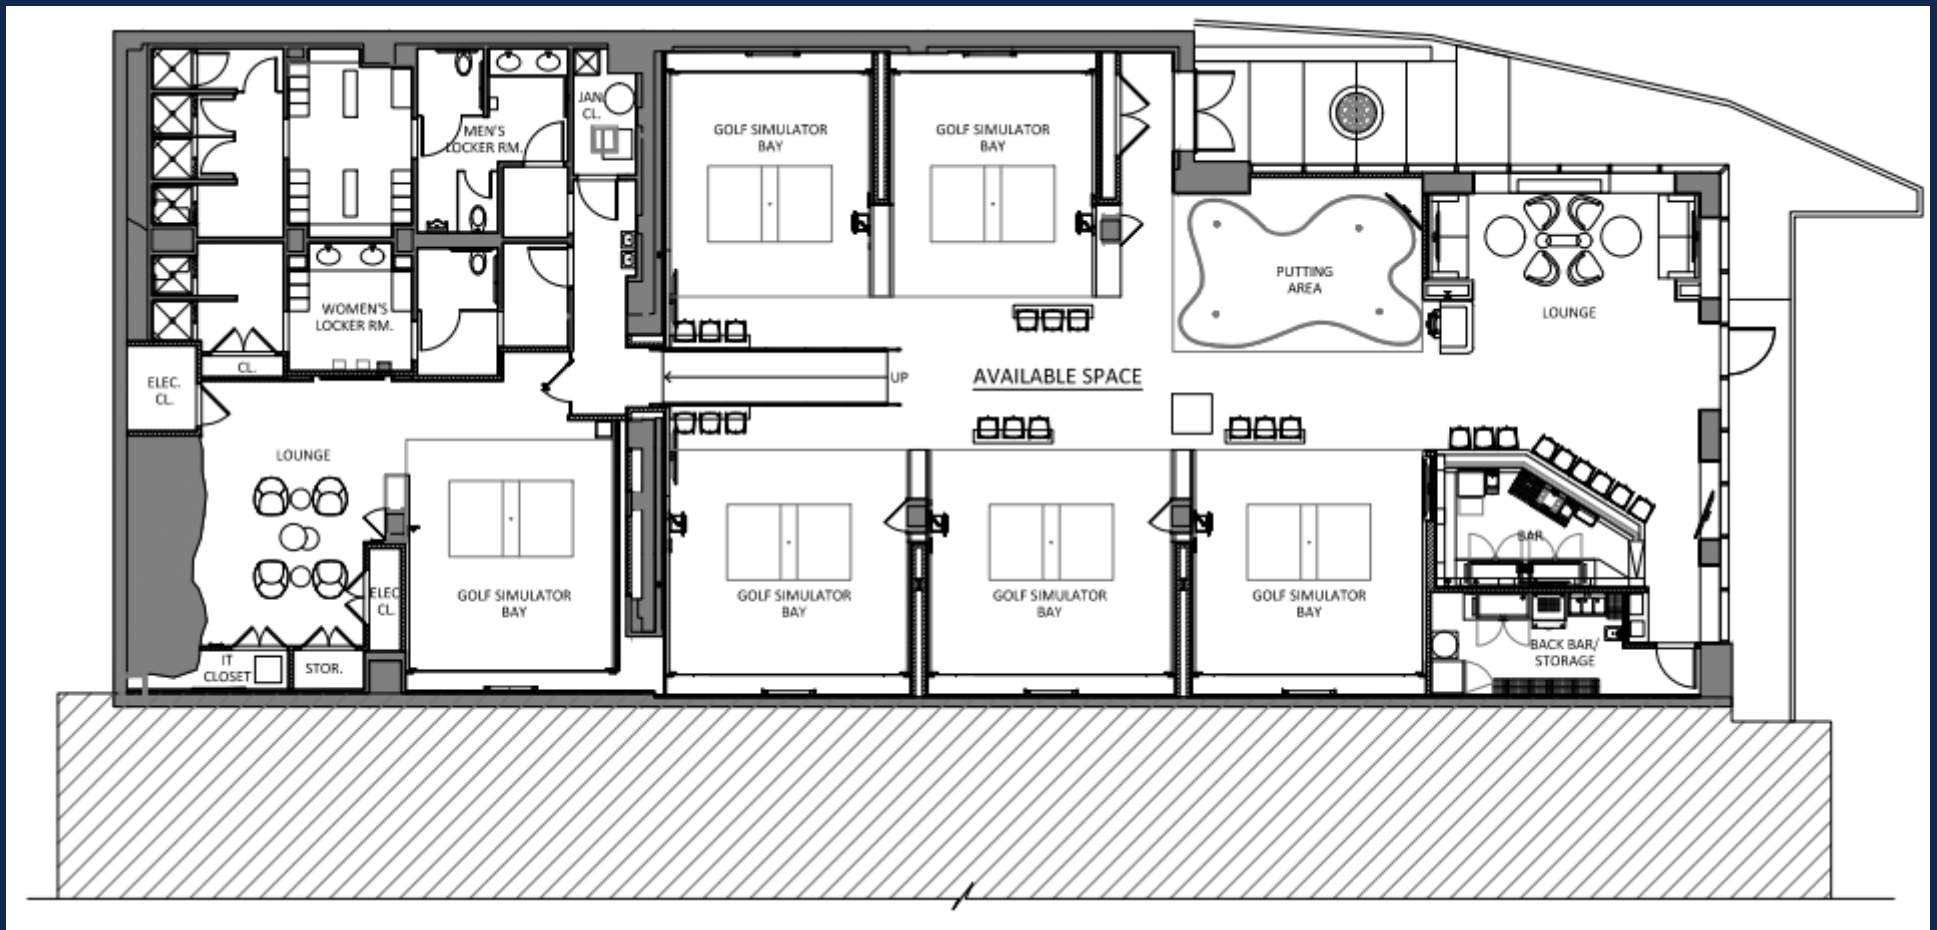 JAN.
CL.
MEN'S
LOCKER RM.
GOLF SIMULATOR
BAY
GOLF SIMULATOR
BAY
PUTTING
AREA
LOUNGE
WOMEN'S
LOCKER RM.
CL.
ELEC.
CL.
UP
AVAILABLE SPACE
LOUNGE
BAR
ELEC.
CL.
GOLF SIMULATOR
BAY
GOLF SIMULATOR
BAY
GOLF SIMULATOR
BAY
GOLF SIMULATOR
BAY
BACK BAR/
STORAGE
IT
CLOSET
STOR.